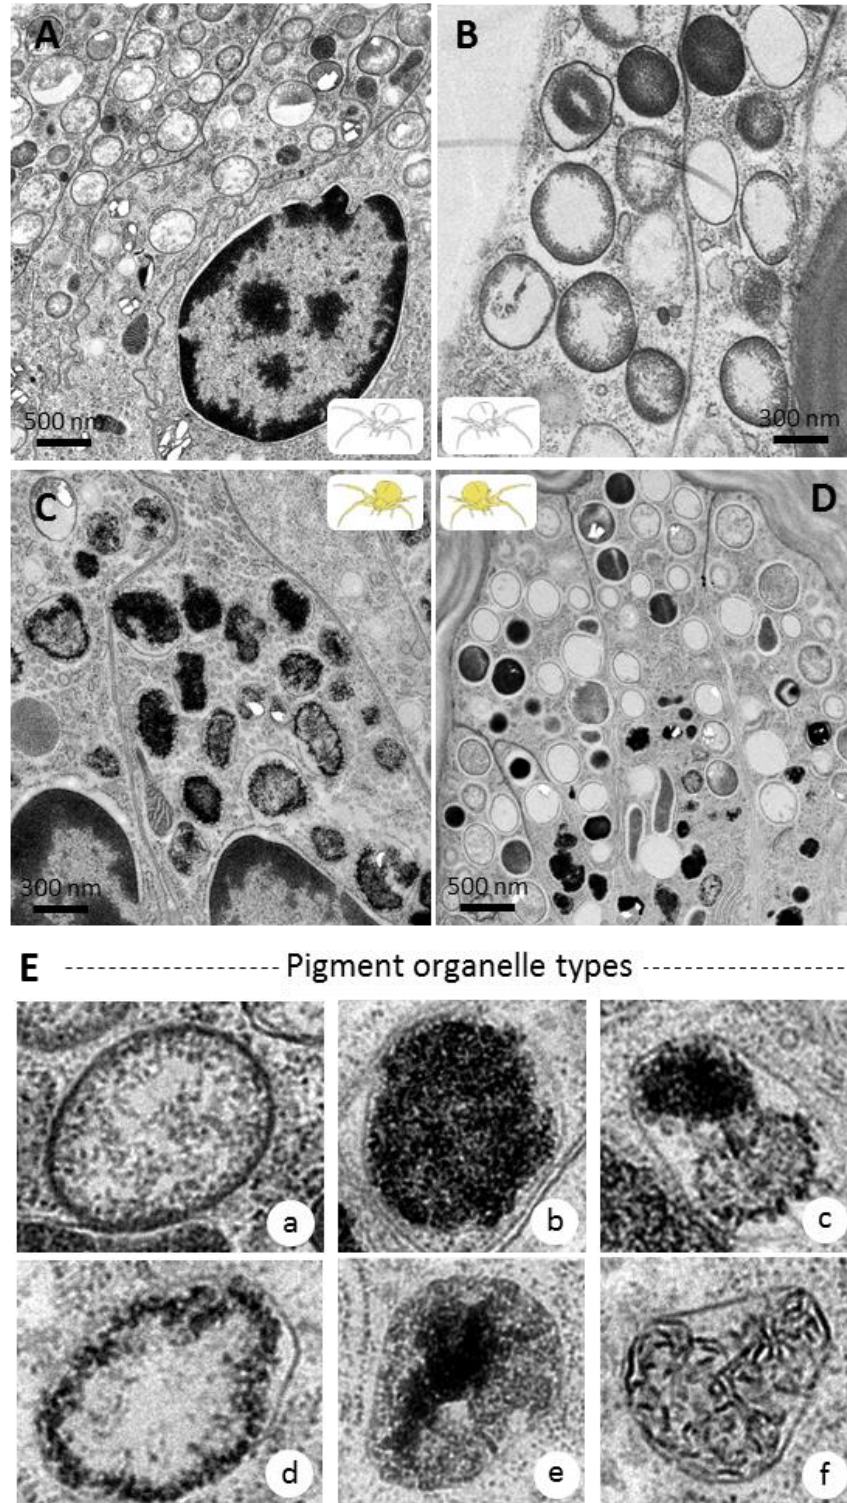 A
500 nm
B
300 nm
C
300 nm
D
500 nm
E ---------------------- Pigment organelle types ---------------------
a
b
c
d
e
f